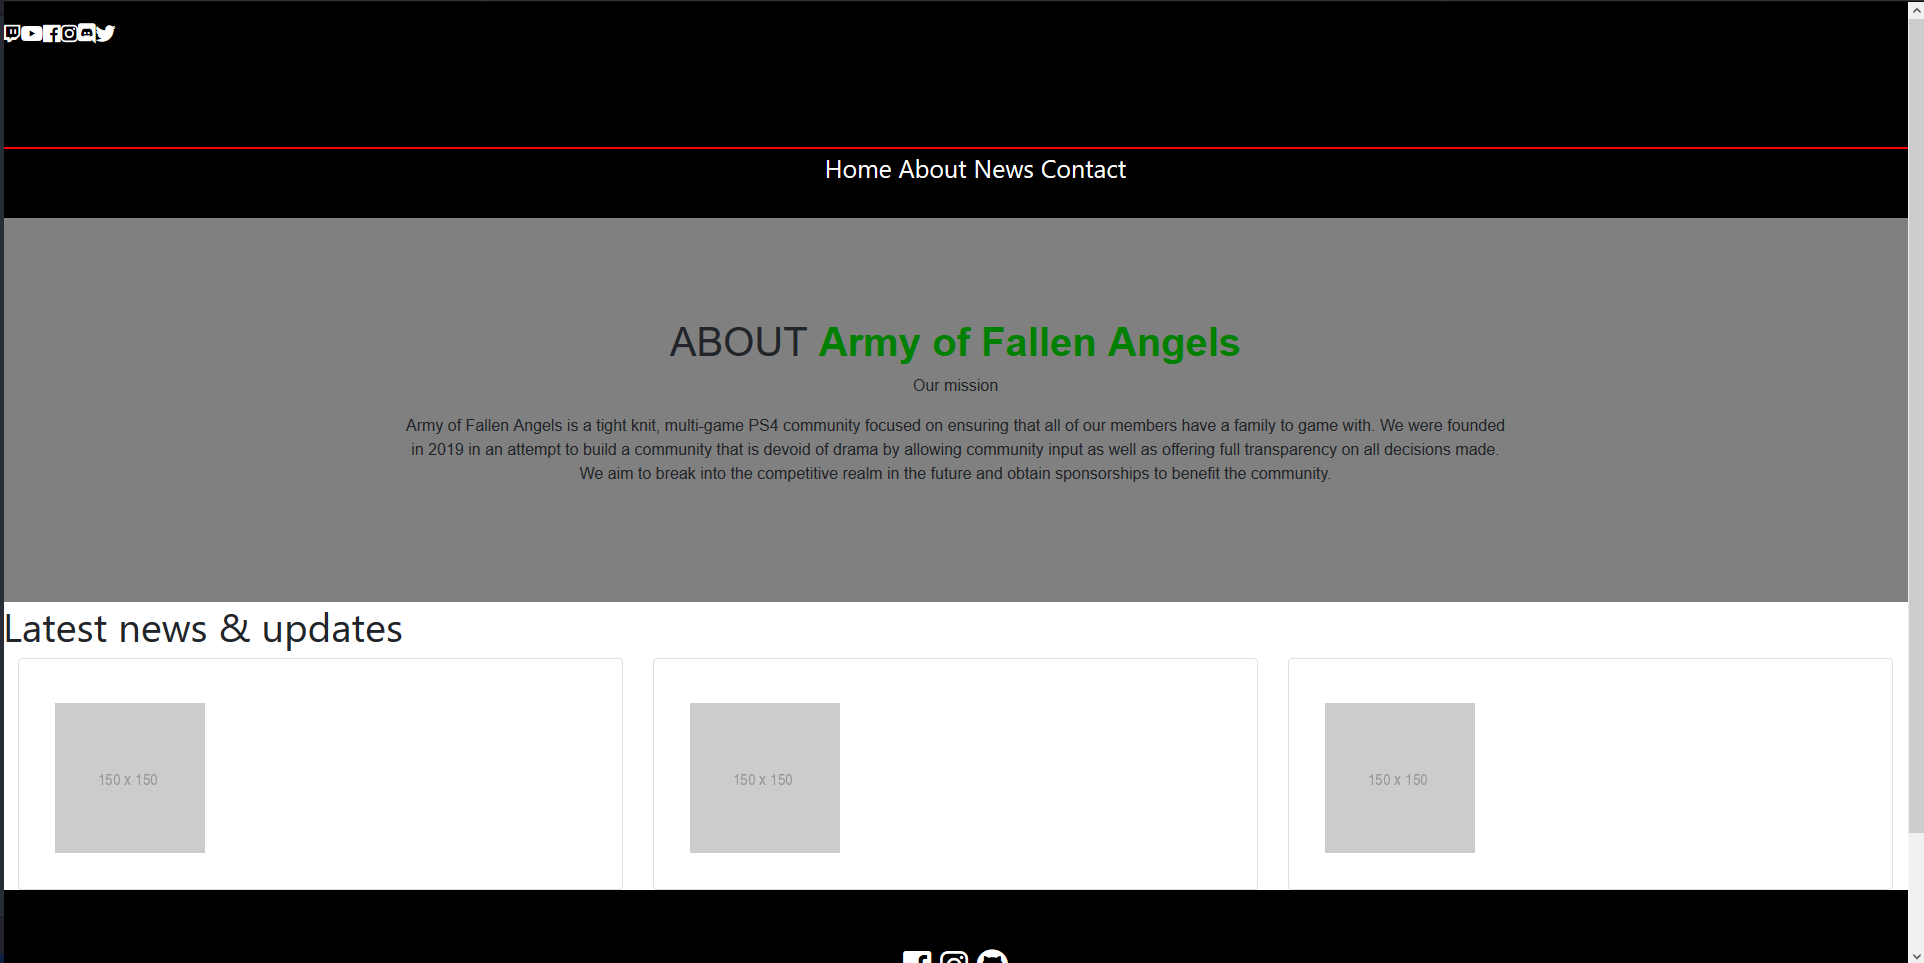 Home About News Contact
ABOUT Army of Fallen Angels
Our mission
Army of Fallen Angels is a tight knit, multi-game PS4 community focused on ensuring that all of our members have a family to game with. We were founded
in 2019 in an attempt to build a community that is devoid of drama by allowing community input as well as offering full transparency on all decisions made.
We aim to break into the competitive realm in the future and obtain sponsorships to benefit the community.
Latest news & updates
150 x 150
150 x 150
150 x 150